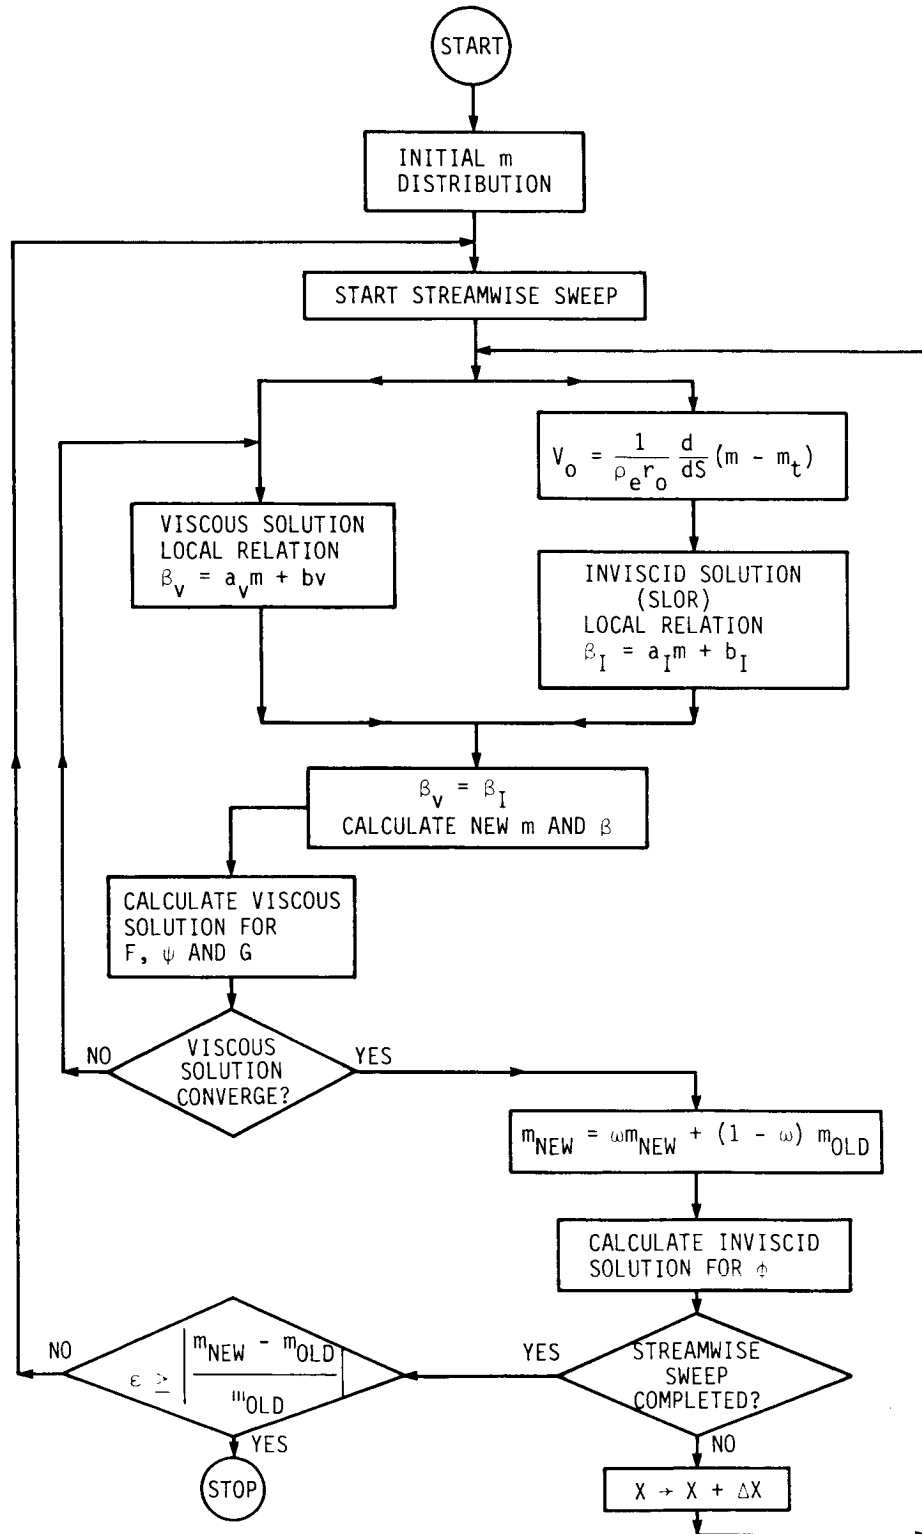 START
INITIAL m
DISTRIBUTION
START STREAMWISE SWEEP
V_o = \frac{1}{ρ_e r_o} \frac{d}{dS} (m - m_t)
VISCOUS SOLUTION
LOCAL RELATION
β_v = a_v m + bv
INVISCID SOLUTION
(SLOR)
LOCAL RELATION
β_I = a_I m + b_I
β_v = β_I
CALCULATE NEW m AND β
CALCULATE VISCOUS
SOLUTION FOR
F, ψ AND G
NO
VISCOUS
SOLUTION
CONVERGE?
YES
m_NEW = ωm_NEW + (1 - ω) m_OLD
CALCULATE INVISCID
SOLUTION FOR ϕ
STREAMWISE
SWEEP
COMPLETED?
YES
NO
ε ≥ |\frac{m_NEW - m_OLD}{m_OLD}|
NO
YES
STOP
X → X + ΔX